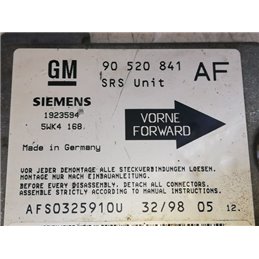 GM 90 520 841 AF
SRS Unit
SIEMENS
1923594
5WK4 168
VORNE
FORWARD
Made in Germany
VOR JEDER DEMONTAGE ALLE STECKVERBINDUNGEN LOESEN.
MONTAGE NUR NACH EINBAUANLEITUNG.
BEFORE EVERY DISASSEMBLY, DETACH ALL CONNECTORS.
ASSEMBLE STRICTLY ACCORDING TO MANUAL INSTRUCTIONS.
AFS0325910U 32/98 05 12.